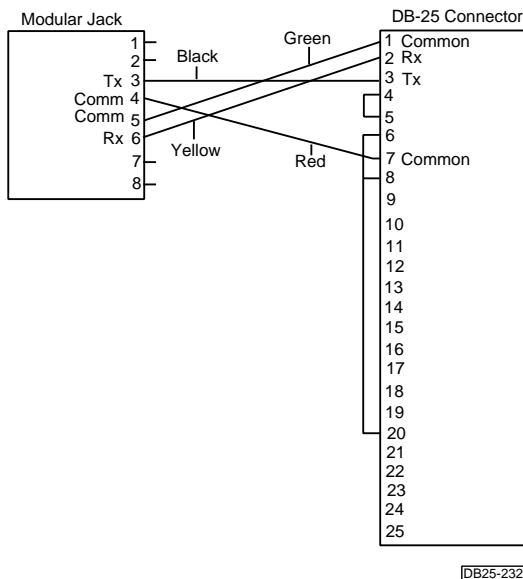 Modular Jack
1
2
Tx 3
Comm 4
Comm 5
Rx 6
7
8
Black
Green
Yellow
Red
DB-25 Connector
1 Common
2 Rx
3 Tx
4
5
6
7 Common
8
9
10
11
12
13
14
15
16
17
18
19
20
21
22
23
24
25
DB25-232